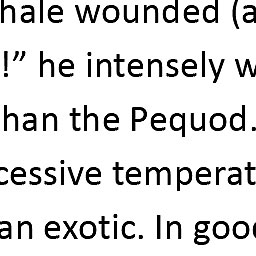 hale wounded (a
!” he intensely w
han the Pequod.
cessive temperat
an exotic. In good